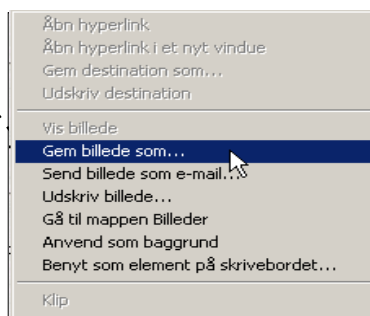 Åbn hyperlink
Åbn hyperlink i et nyt vindue
Gem destination som...
Udskriv destination
Vis billede
Gem billede som...
Send billede som e-mail...
Udskriv billede...
Gå til mappen Billeder
Anvend som baggrund
Benyt som element på skrivebordet...
Klip